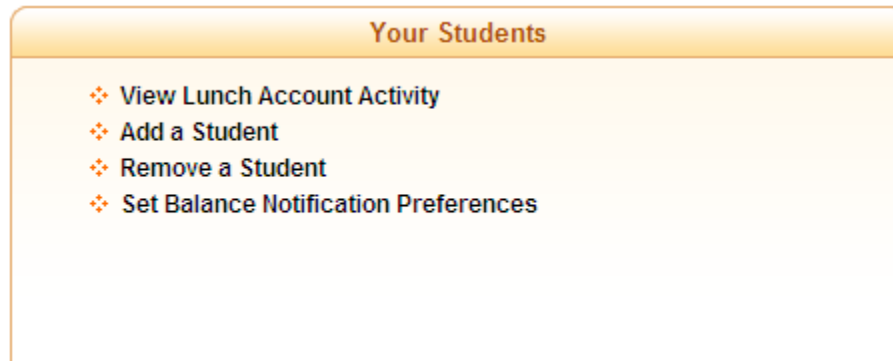 Your Students
View Lunch Account Activity
Add a Student
Remove a Student
Set Balance Notification Preferences